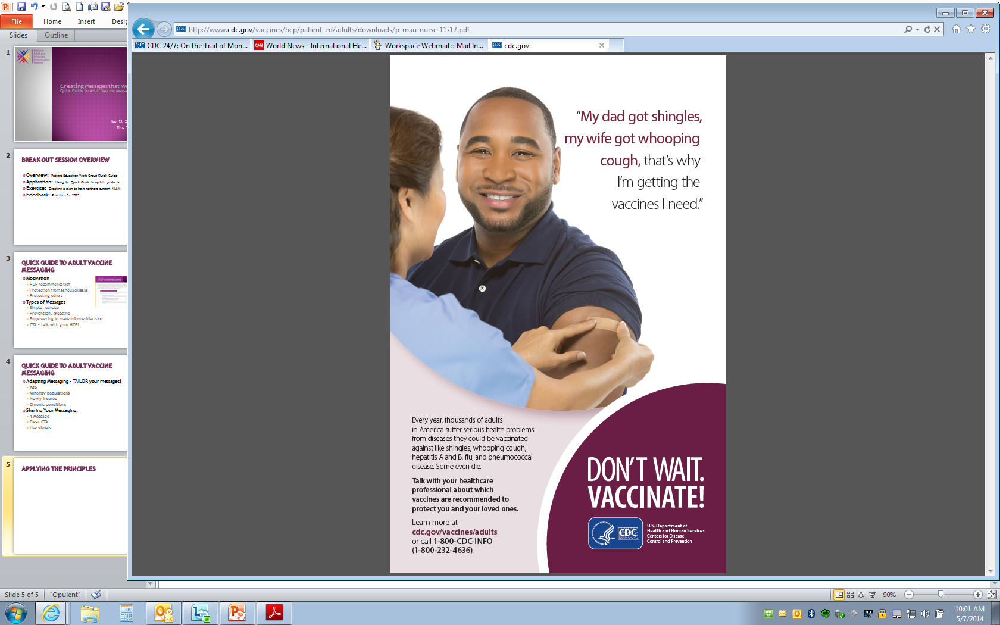 http://www.cdc.gov/vaccines/hcp/patient-ed/adults/downloads/p-man-nurse-11x17.pdf
CDC 24/7: On the Trail of Mon...
CNN World News - International He...
Workspace Webmail :: Mail In...
cdc.gov
File Home Insert
Slides Outline
1
National
Adult and
Influenza
Immunization
Summit
Creating Messages that
Quick Guide to Adult Vaccine
2
BREAK OUT SESSION OVERVIEW
Overview: Patient Education Work Group Quick Guide
Application: Using the Quick Guide to update products
Exercise: Creating a plan to help partners support NIAM
Feedback: Priorities for 2015
3
QUICK GUIDE TO ADULT VACCINE
MESSAGING
Motivation
HCP recommendation
Protection from serious disease
Protecting others
Types of Messages
Simple, concise
Prevention, proactive
Empowering to make informed decision
CTA - talk with your HCP!
ADULT VACCINE MESSAGING
4
QUICK GUIDE TO ADULT VACCINE
MESSAGING
Adapting Messaging - TAILOR your messages!
Age
Minority populations
Newly insured
Chronic conditions
Sharing Your Messaging:
1 Message
Clear CTA
Use visuals
5
APPLYING THE PRINCIPLES
“My dad got shingles,
my wife got whooping
cough, that’s why
I’m getting the
vaccines I need.”
Every year, thousands of adults
in America suffer serious health problems
from diseases they could be vaccinated
against like shingles, whooping cough,
hepatitis A and B, flu, and pneumococcal
disease. Some even die.
Talk with your healthcare
professional about which
vaccines are recommended to
protect you and your loved ones.
Learn more at
cdc.gov/vaccines/adults
or call 1-800-CDC-INFO
(1-800-232-4636).
DON’T WAIT.
VACCINATE!
CDC
U.S. Department of
Health and Human Services
Centers for Disease
Control and Prevention
Slide 5 of 5 "Opulent" 90%
10:01 AM
5/7/2014